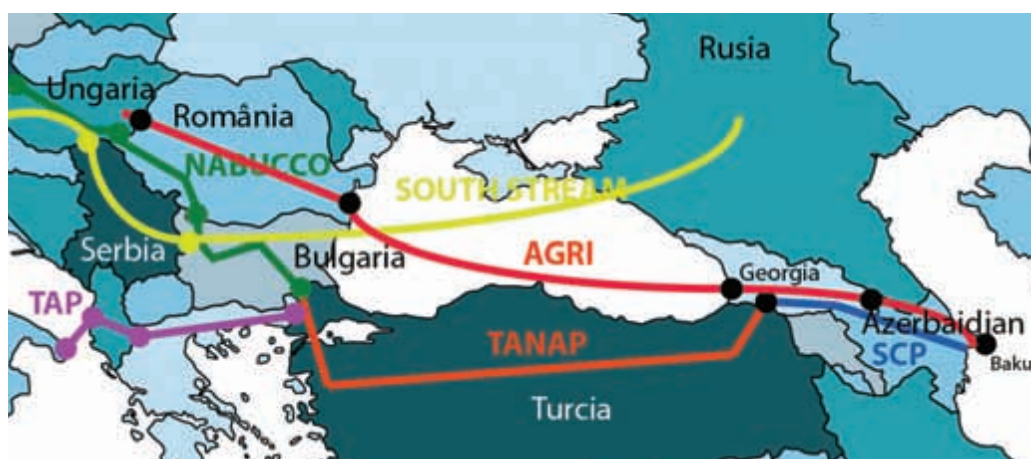 Rusia
Ungaria
România
NABUCCO
SOUTH STREAM
Serbia
Bulgaria
AGRI
Georgia
TAP
Azerbaidjan
TANAP
SCP
Baku
Turcia